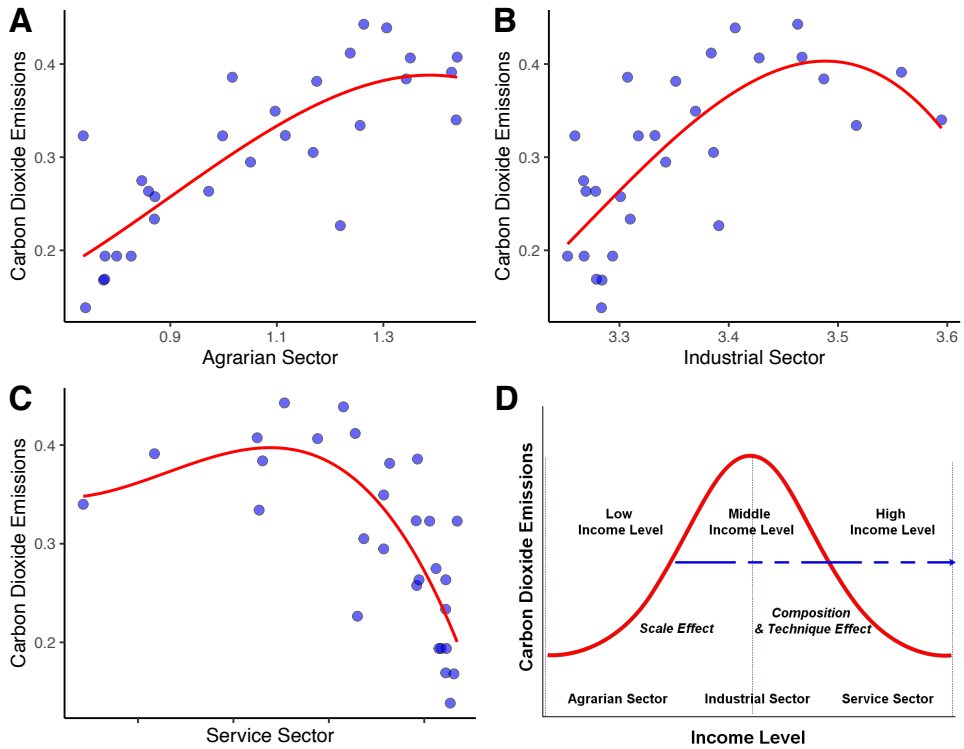 A
Carbon Dioxide Emissions
0.4
0.3
0.2
0.9
1.1
1.3
Agrarian Sector
B
Carbon Dioxide Emissions
0.4
0.3
0.2
3.3
3.4
3.5
3.6
Industrial Sector
C
Carbon Dioxide Emissions
0.4
0.3
0.2
Service Sector
D
Carbon Dioxide Emissions
Low
Income Level
Middle
Income Level
High
Income Level
Scale Effect
Composition
& Technique Effect
Agrarian Sector
Industrial Sector
Service Sector
Income Level